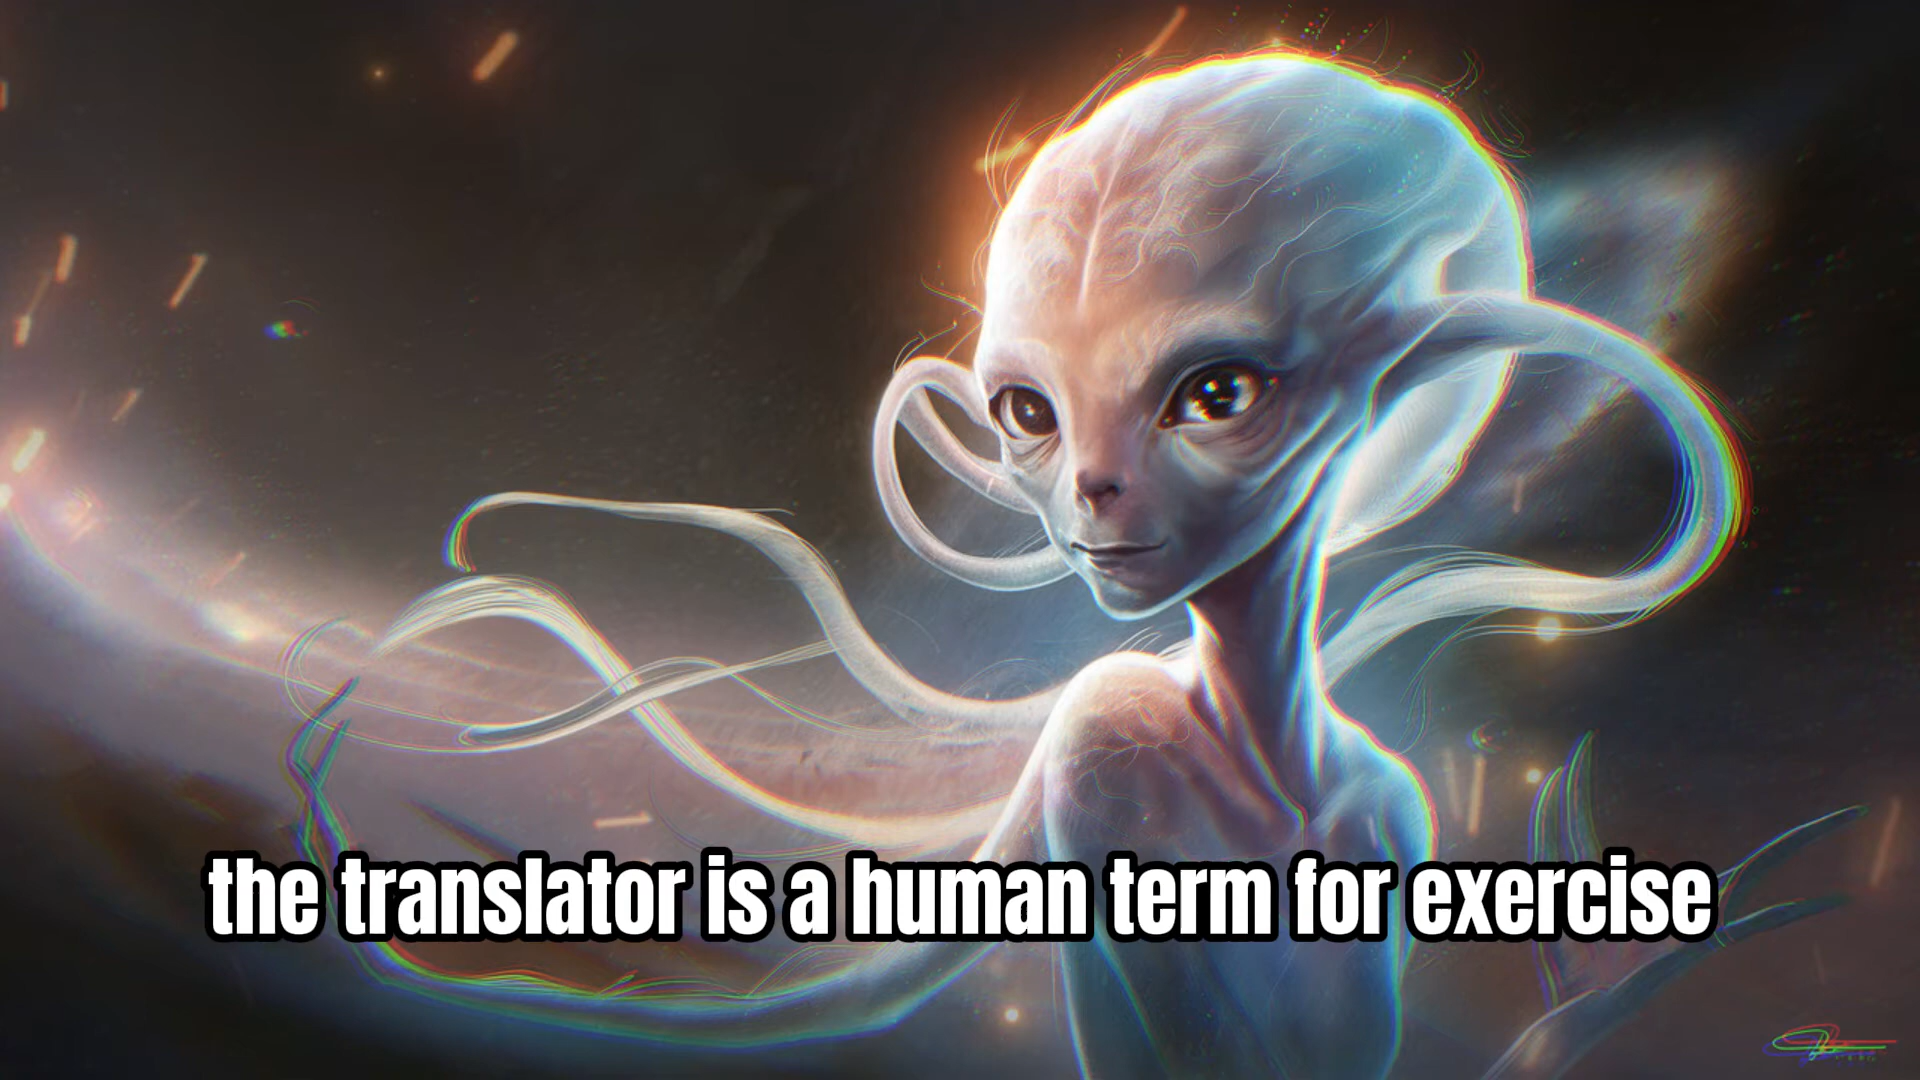 the translator is a human term for exercise